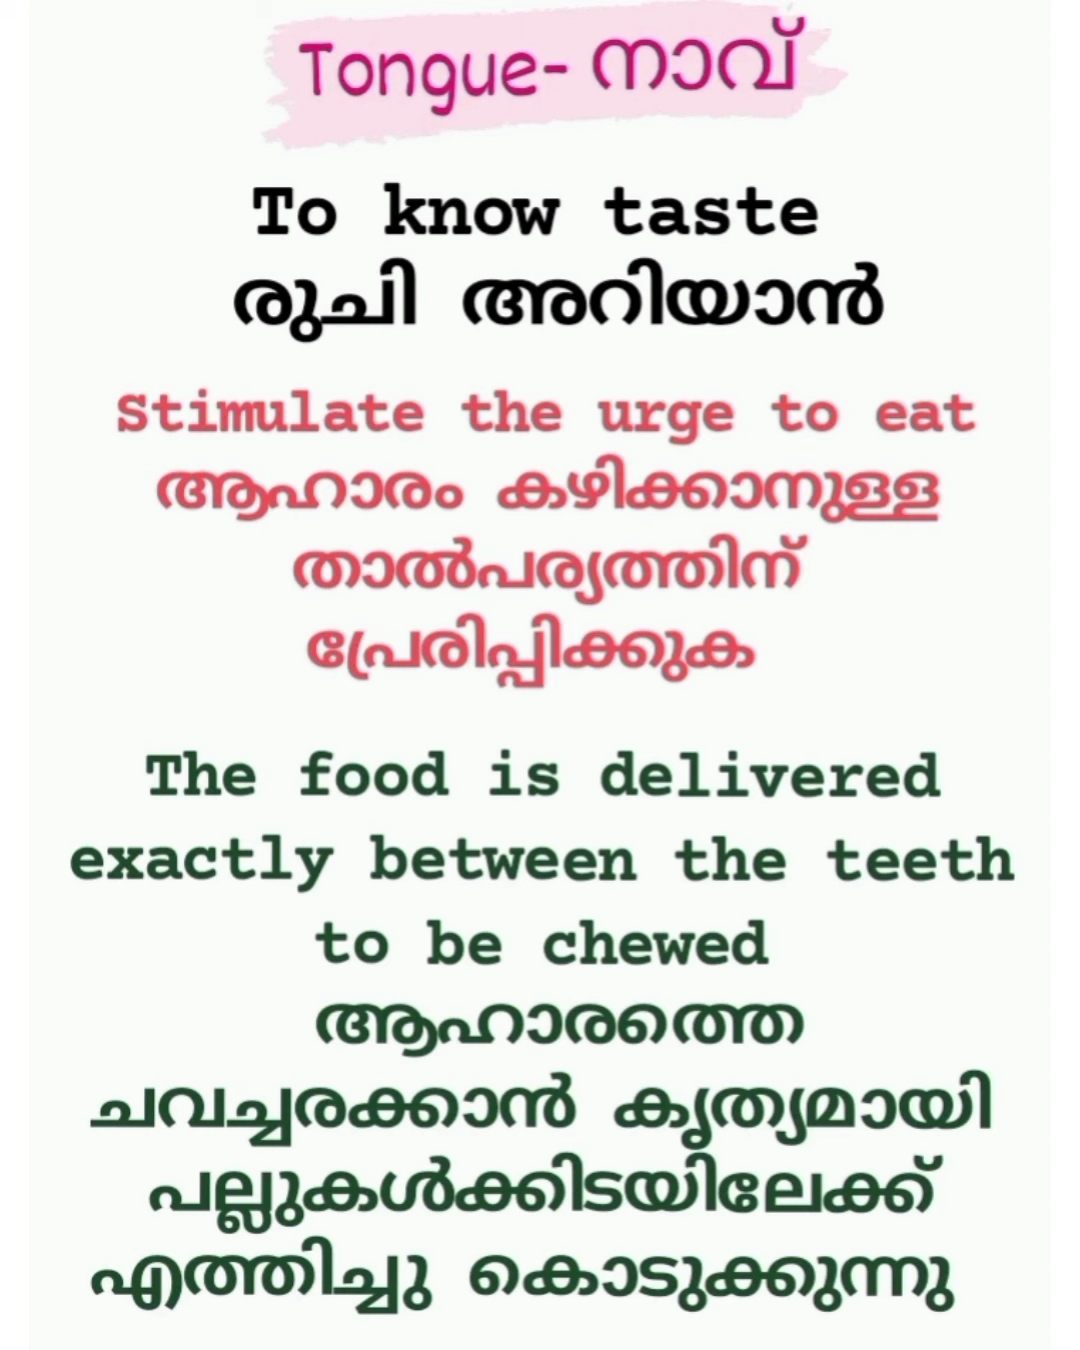 Tongue- നാവ്
To know taste
രുചി അറിയാൻ
Stimulate the urge to eat
ആഹാരം കഴിക്കാനുള്ള
താൽപര്യത്തിന്
പ്രേരിപ്പിക്കുക
The food is delivered
exactly between the teeth
to be chewed
ആഹാരത്തെ
ചവച്ചരക്കാൻ കൃത്യമായി
പല്ലുകൾക്കിടയിലേക്ക്
എത്തിച്ചു കൊടുക്കുന്നു